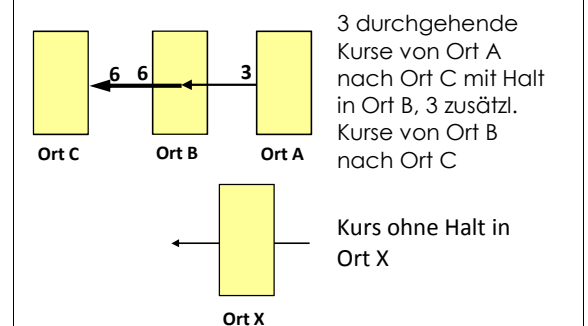 6 6 3
Ort C Ort B Ort A
3 durchgehende
Kurse von Ort A
nach Ort C mit Halt
in Ort B, 3 zusätzl.
Kurse von Ort B
nach Ort C
Ort X
Kurs ohne Halt in
Ort X